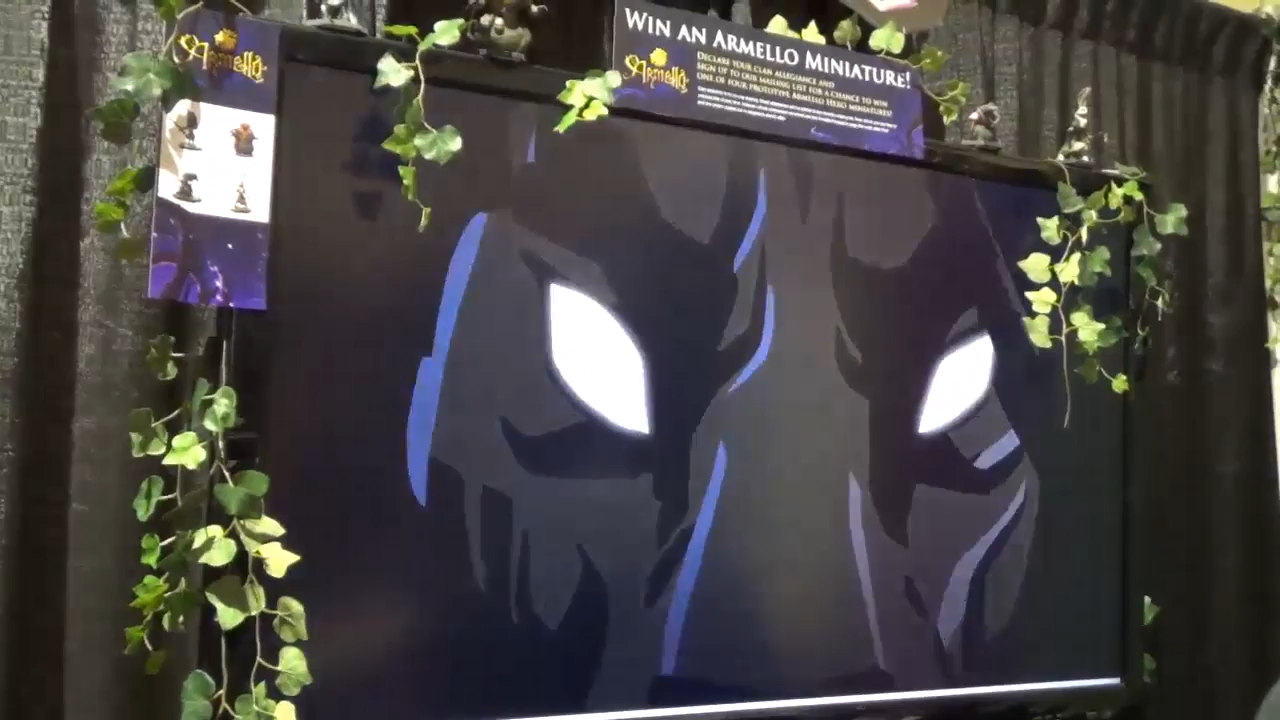 Armello
WIN AN ARMELLO MINIATURE!
Armello
DECLARE YOUR CLAN ALLEGIANCE AND
SIGN UP TO OUR MAILING LIST FOR A CHANCE TO WIN
ONE OF FOUR PROTOTYPE ARMELLO HERO MINIATURES!